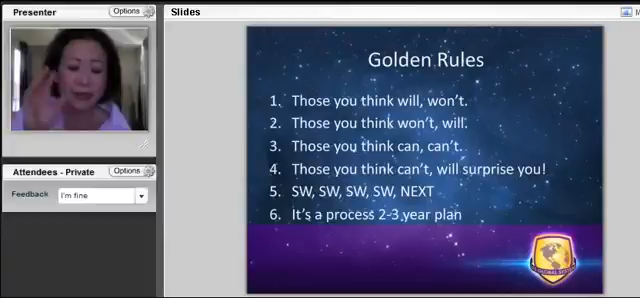 Presenter
Options
Slides
M
Golden Rules
1. Those you think will, won't.
2. Those you think won't, will.
3. Those you think can, can't.
4. Those you think can't, will surprise you!
5. SW, SW, SW, SW, NEXT
6. It's a process 2-3 year plan
Attendees - Private
Options
Feedback
I'm fine
GLOBAL